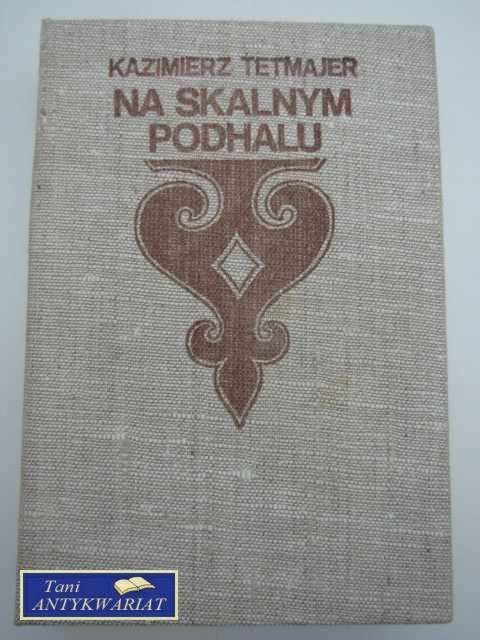 KAZIMIERZ TETMAJER
NA SKALNYM
PODHALU
Tani
ANTYKWARIAT